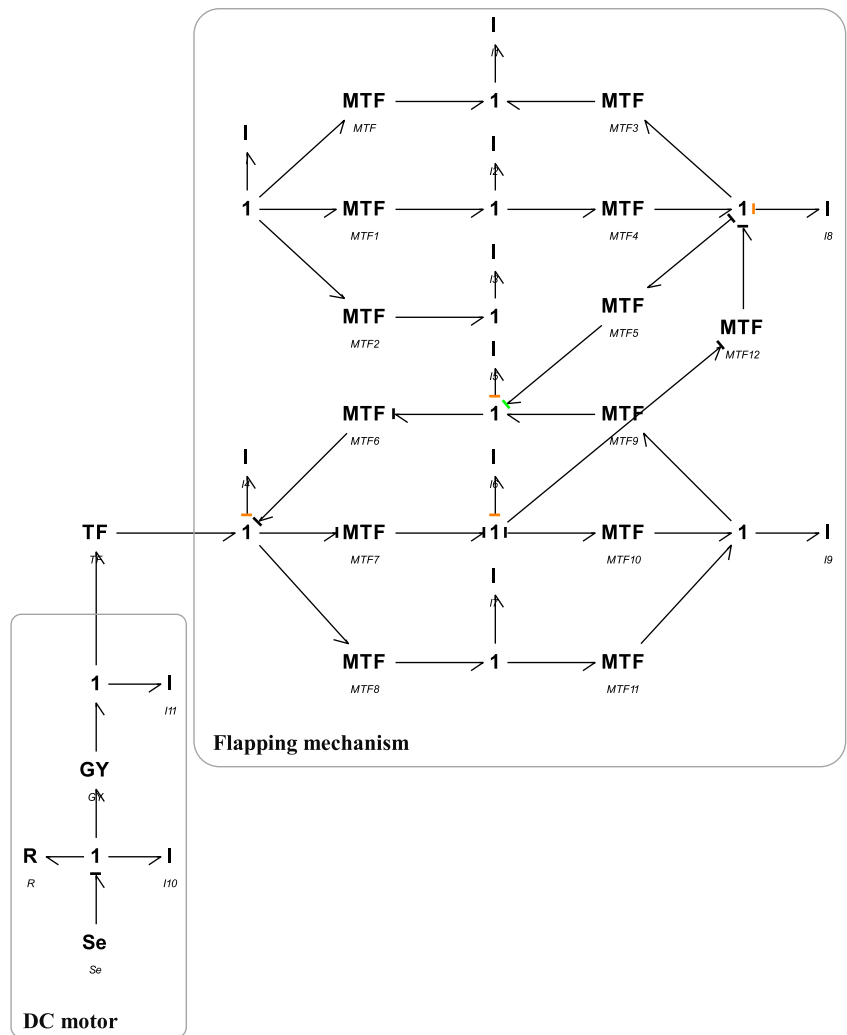 I
I1
MTF 1 MTF
MTF MTF3
I I
I2
1 MTF 1 MTF 1 I
MTF1 MTF4 I8
I
I3
MTF
MTF 1 MTF5 MTF
MTF2 MTF12
I
I5
MTF 1 MTF
MTF6 MTF9
I I
I4 I6
TF 1 MTF 1 MTF 1 I
TF MTF7 MTF10 I9
I
I7
MTF 1 MTF
MTF8 MTF11
1 I
I11
Flapping mechanism
GY
GY
R 1 I
R I10
Se
Se
DC motor